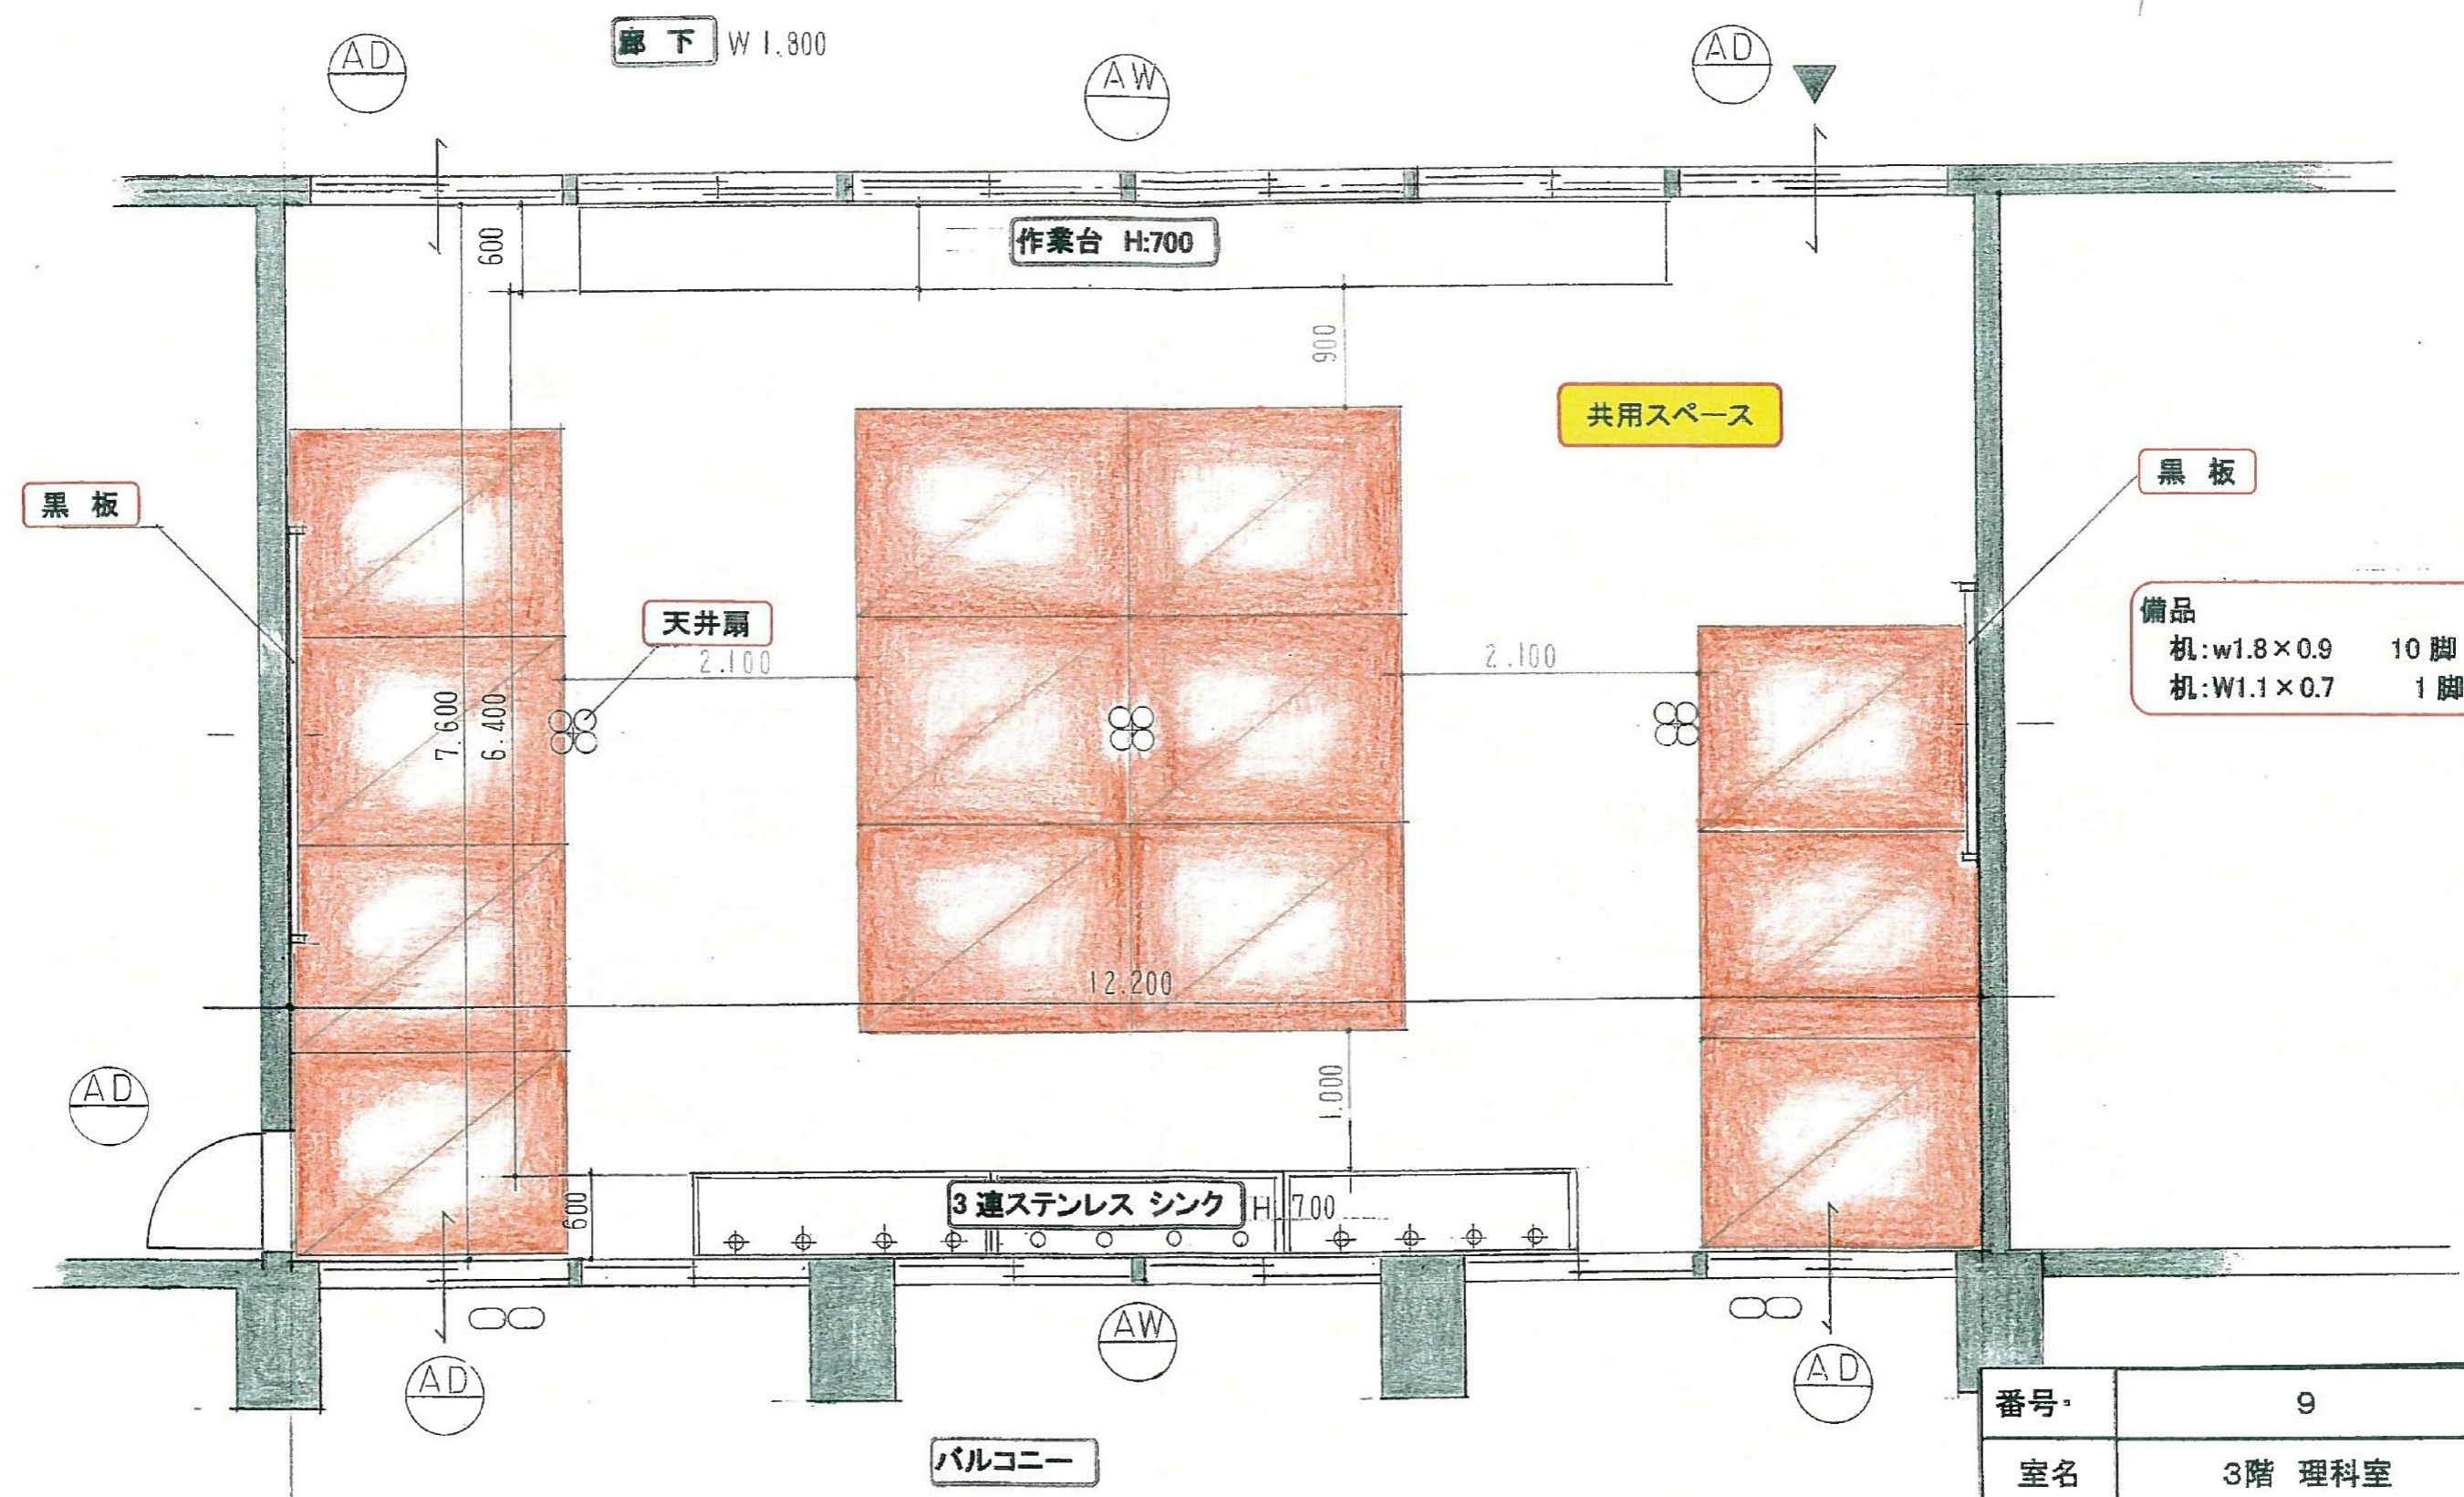 廊 下 W 1.800
AD
AW
AD
600
作業台 H:700
900
共用スペース
黒 板
黒 板
天井扇
2.100
2.100
備品
机:w1.8×0.9 10 脚
机:W1.1×0.7 1 脚
7.600
6.400
12.200
AD
1.000
600
3 連ステンレス シンク H 700
AW
AD
AD
バルコニー
番号 9
室名 3階 理科室